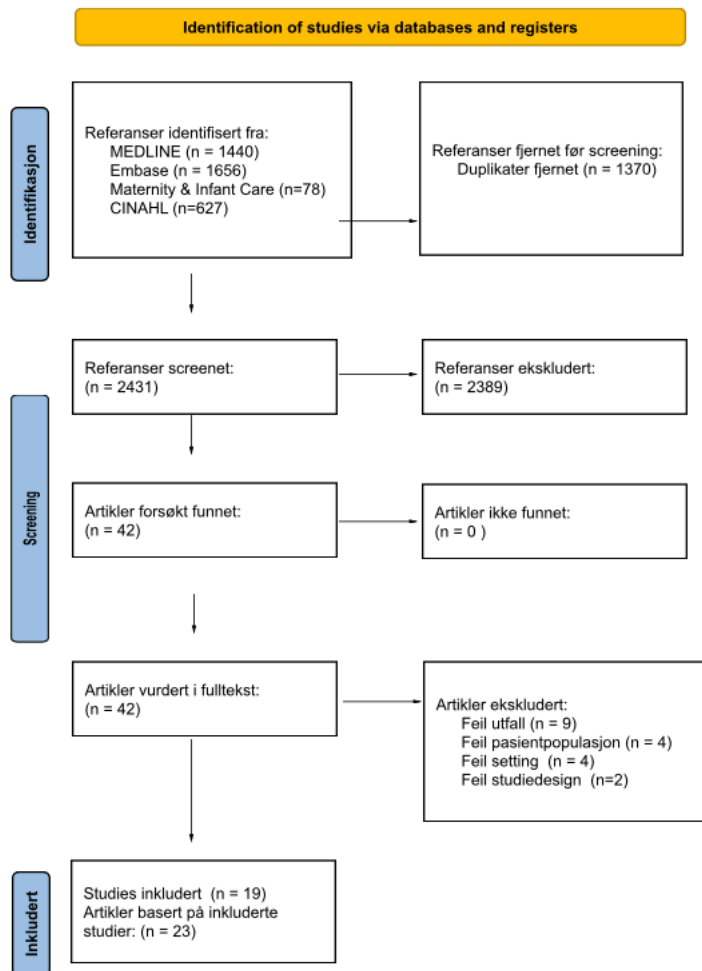 Identification of studies via databases and registers
Identifikasjon
Referanser identifisert fra:
MEDLINE (n = 1440)
Embase (n = 1656)
Maternity & Infant Care (n=78)
CINAHL (n=627)
Referanser fjernet før screening:
Duplikater fjernet (n = 1370)
Screening
Referanser screenet:
(n = 2431)
Referanser ekskludert:
(n = 2389)
Artikler forsøkt funnet:
(n = 42)
Artikler ikke funnet:
(n = 0 )
Artikler vurdert i fulltekst:
(n = 42)
Artikler ekskludert:
Feil utfall (n = 9)
Feil pasientpopulasjon (n = 4)
Feil setting (n = 4)
Feil studiedesign (n=2)
Inkludert
Studies inkludert (n = 19)
Artikler basert på inkluderte
studier: (n = 23)